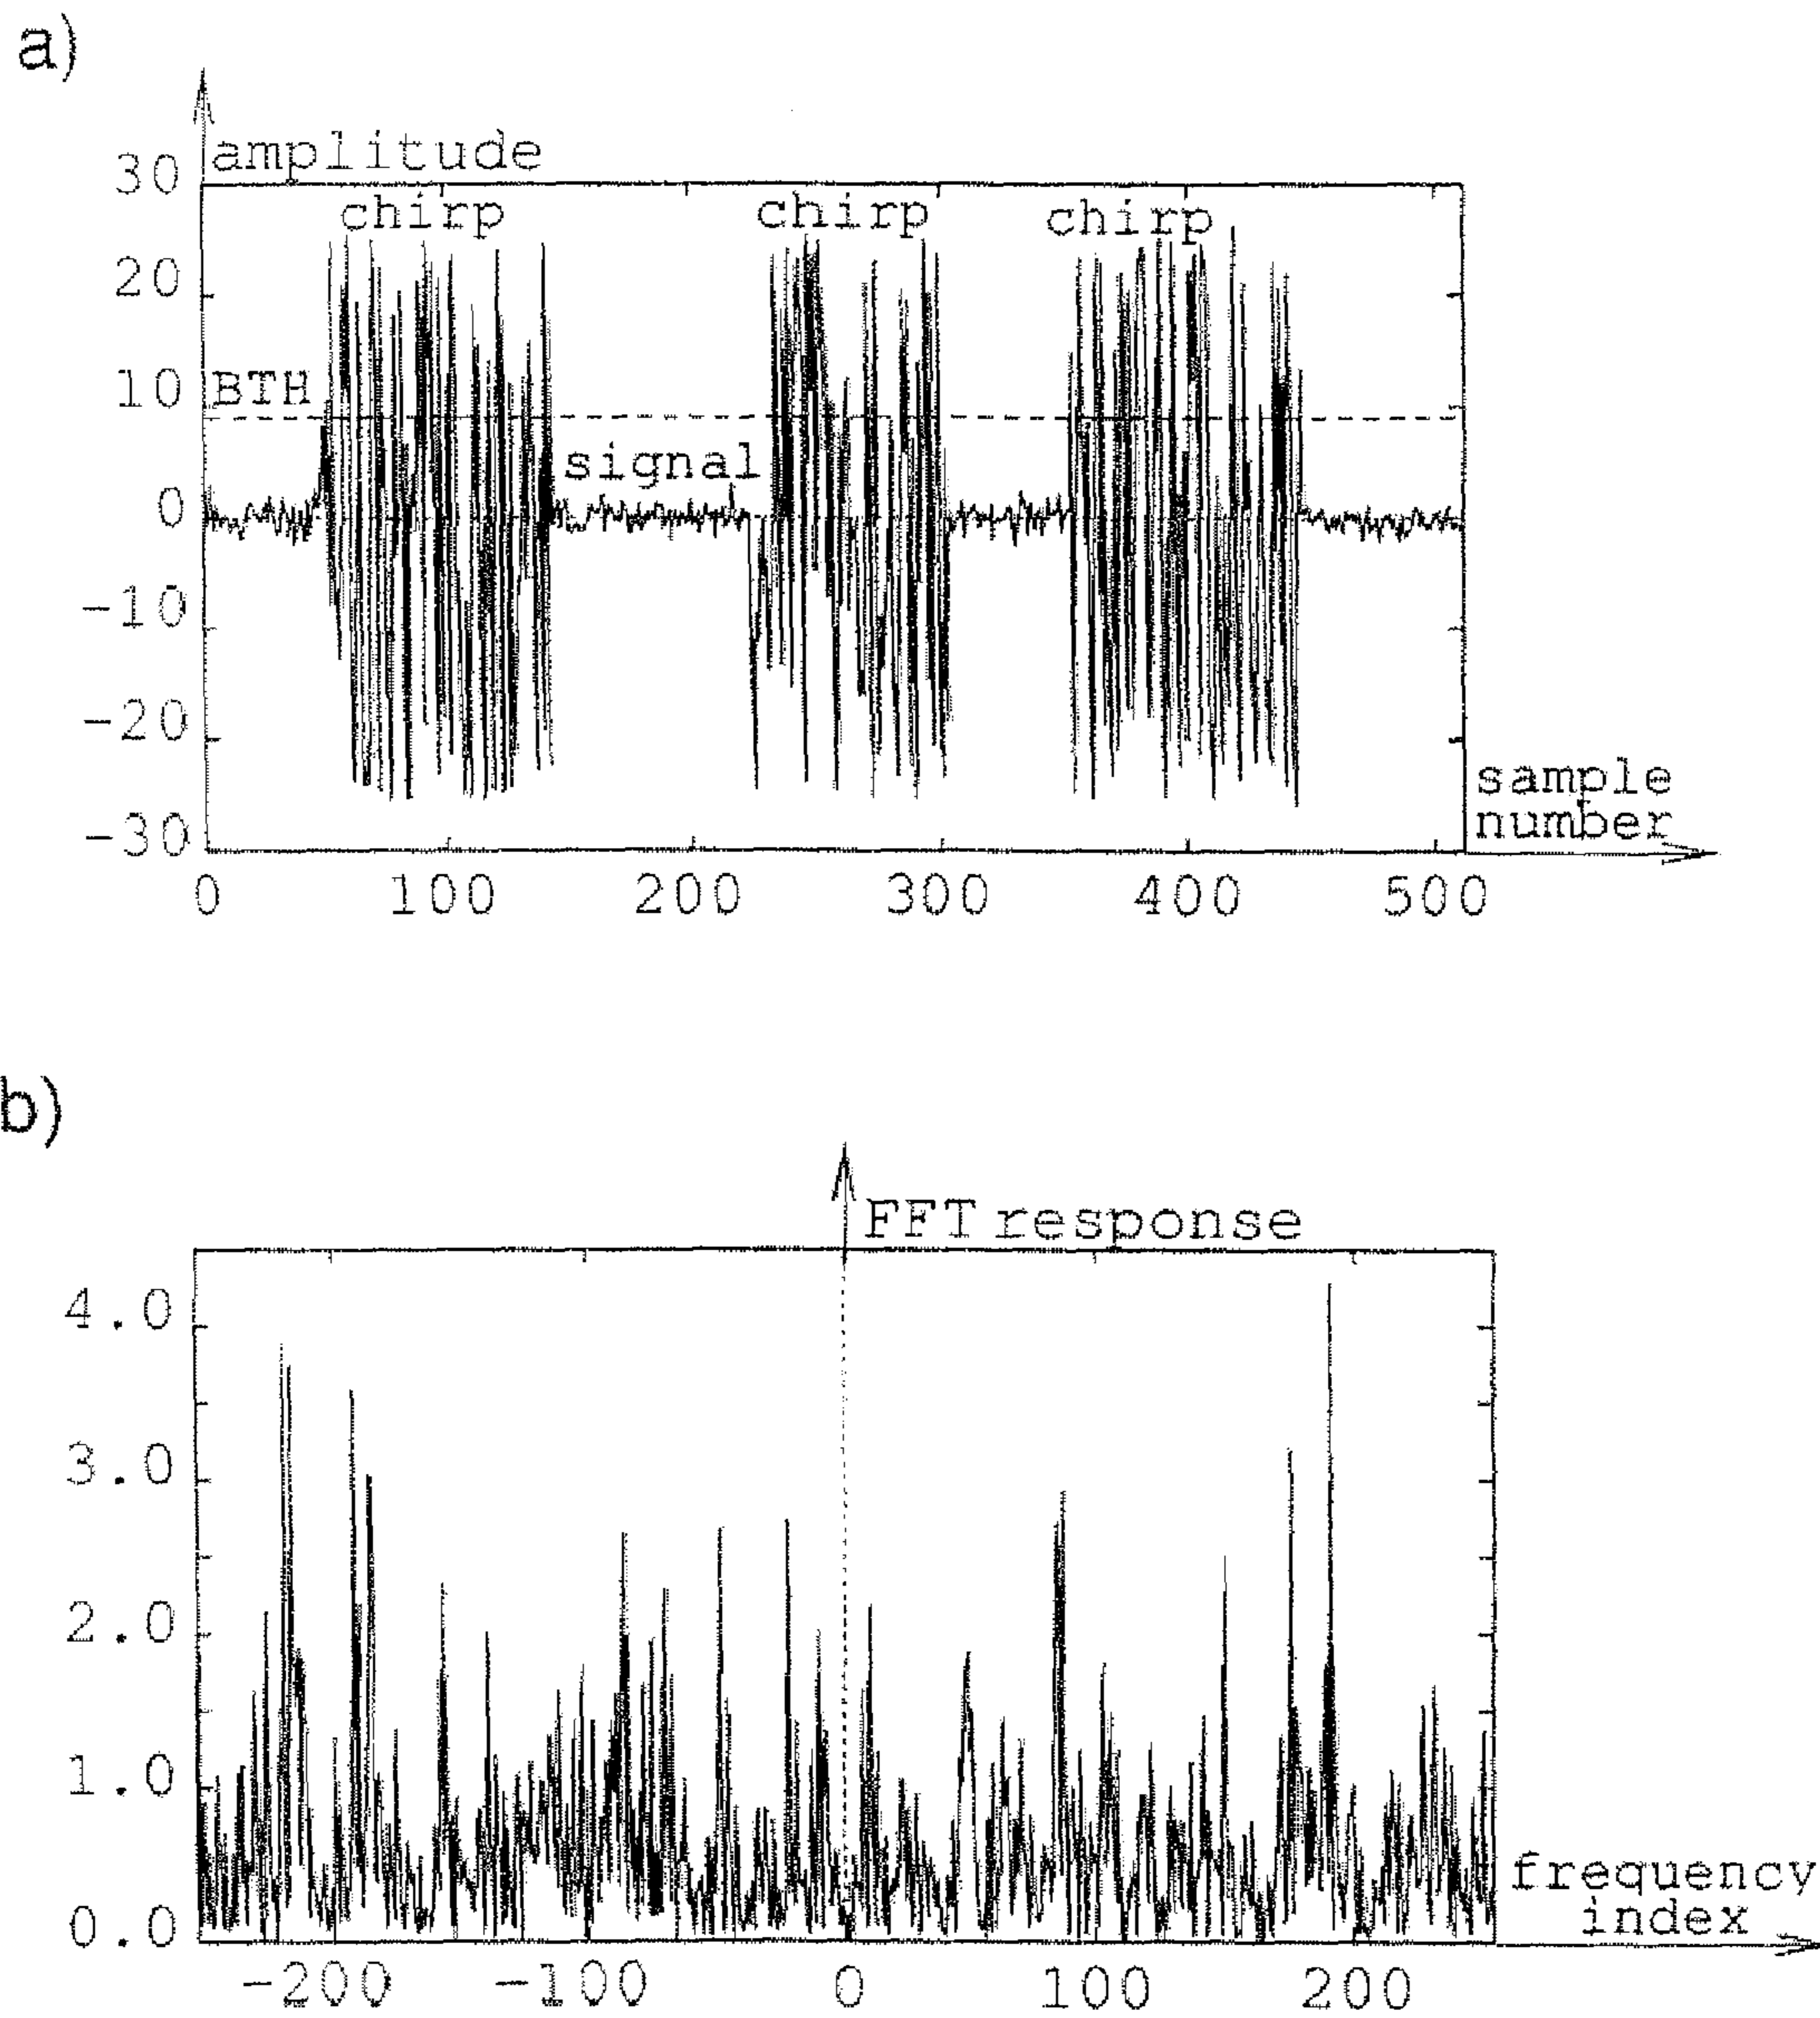 a)
amplitude
30
chirp chirp chirp
20
10 BTH
signal
0
-10
-20
-30
sample
number
0 100 200 300 400 500
b)
FFT response
4.0
3.0
2.0
1.0
0.0
frequency
index
-200 -100 0 100 200